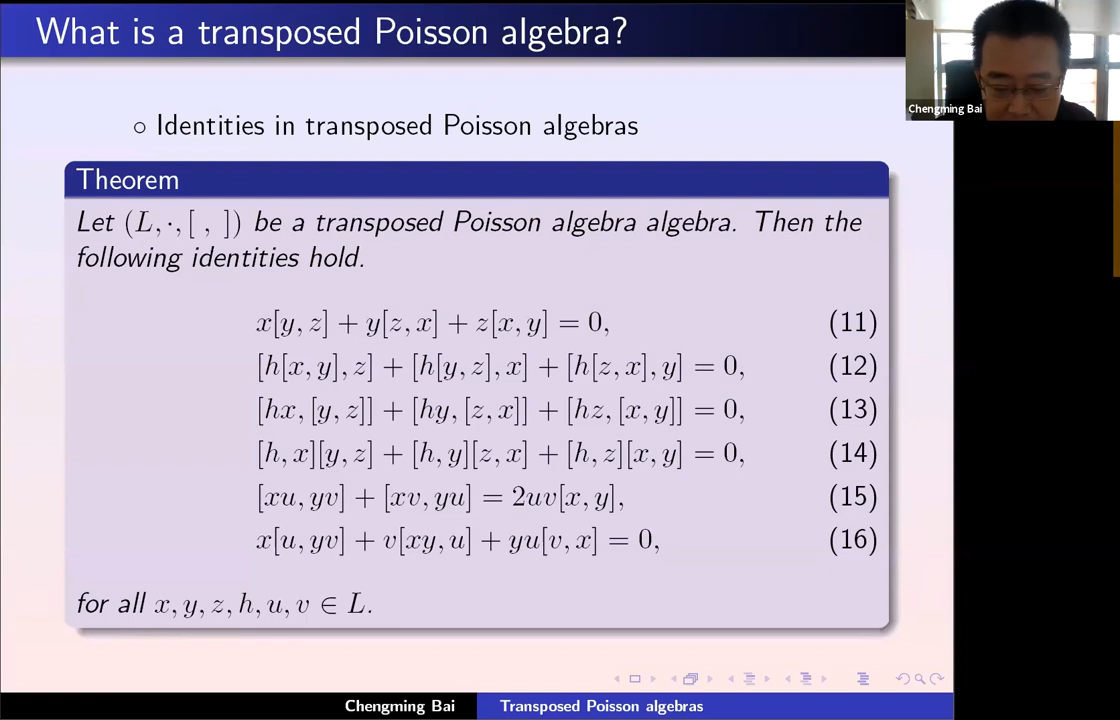 What is a transposed Poisson algebra?
Chengming Bai
○ Identities in transposed Poisson algebras
Theorem
Let (L, ·, [ , ]) be a transposed Poisson algebra algebra. Then the
following identities hold.
x[y, z] + y[z, x] + z[x, y] = 0, (11)
[h[x, y], z] + [h[y, z], x] + [h[z, x], y] = 0, (12)
[hx, [y, z]] + [hy, [z, x]] + [hz, [x, y]] = 0, (13)
[h, x][y, z] + [h, y][z, x] + [h, z][x, y] = 0, (14)
[xu, yv] + [xv, yu] = 2uv[x, y], (15)
x[u, yv] + v[xy, u] + yu[v, x] = 0, (16)
for all x, y, z, h, u, v ∈ L.
Chengming Bai Transposed Poisson algebras